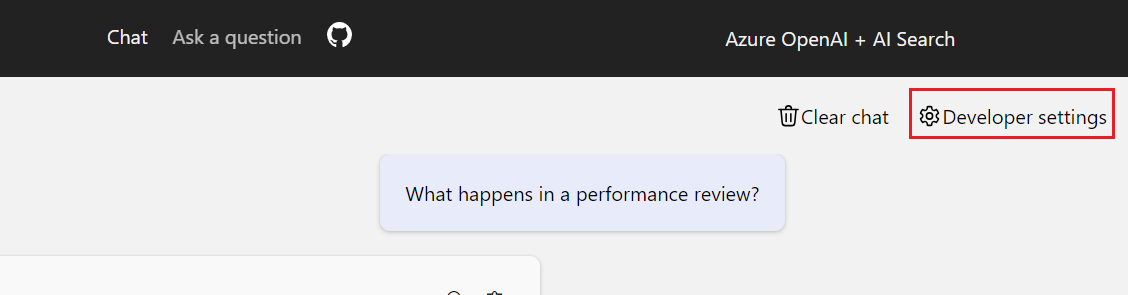 Chat Ask a question Azure OpenAI + AI Search
Clear chat Developer settings
What happens in a performance review?